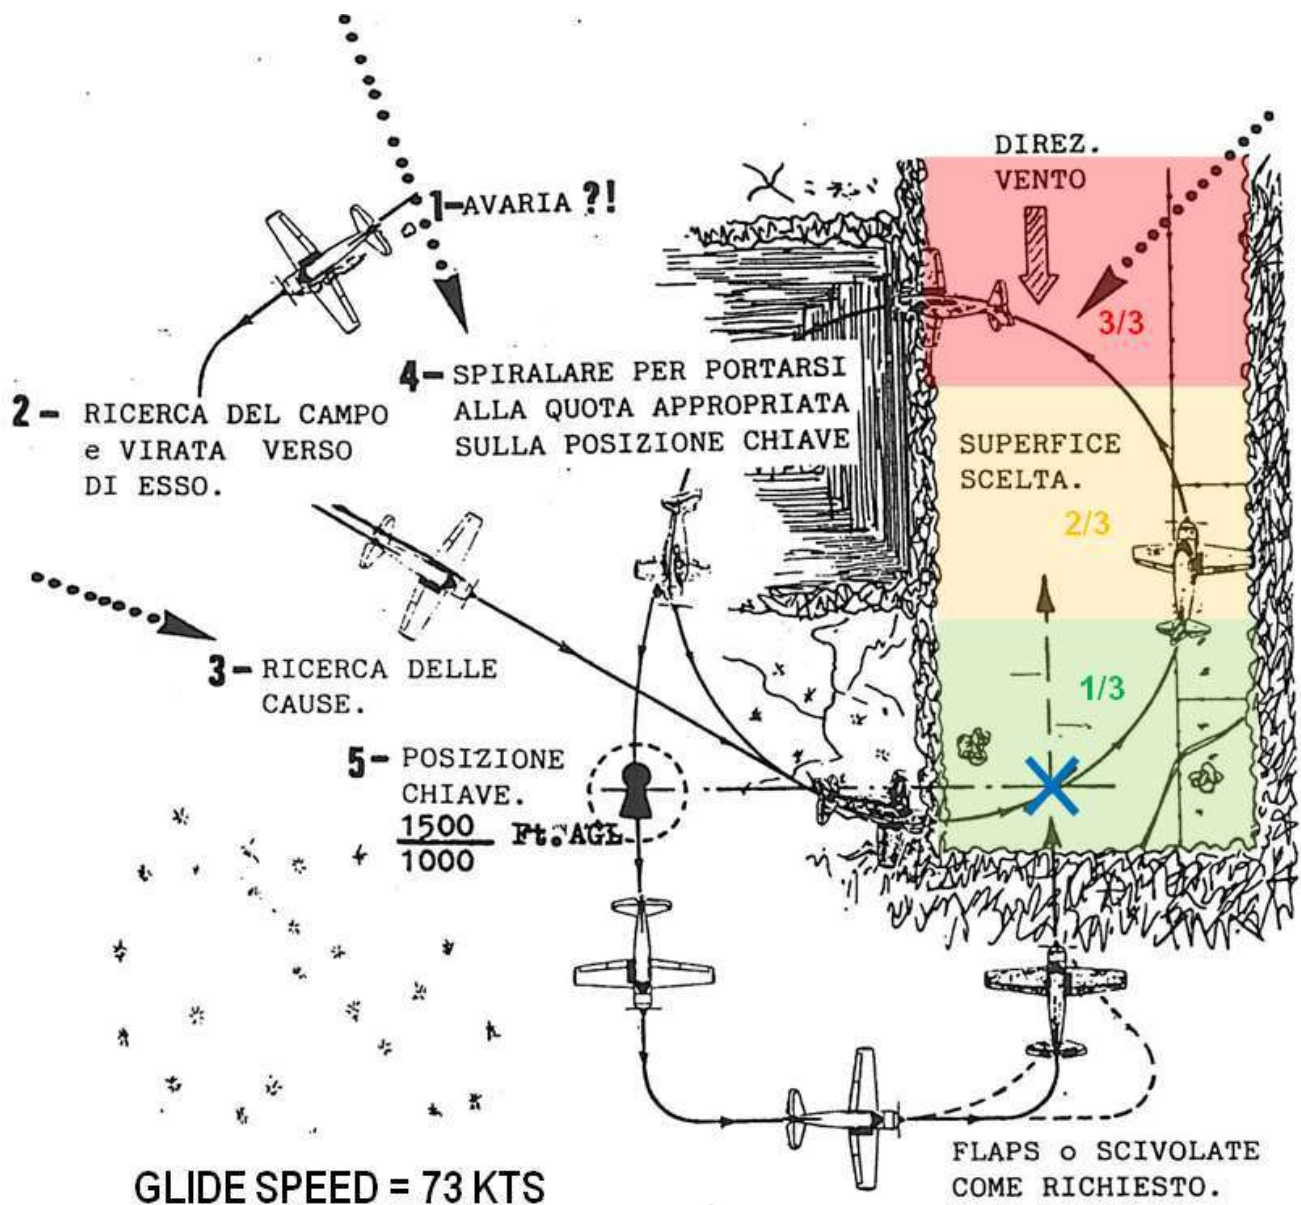 DIREZ.
VENTO
1-AVARIA ?!
3/3
4- SPIRALARE PER PORTARSI
ALLA QUOTA APPROPRIATA
SULLA POSIZIONE CHIAVE
2- RICERCA DEL CAMPO
e VIRATA VERSO
DI ESSO.
SUPERFICE
SCELTA.
2/3
3- RICERCA DELLE
CAUSE.
1/3
5- POSIZIONE
CHIAVE.
1500
1000
Ft.AGL
FLAPS o SCIVOLATE
COME RICHIESTO.
GLIDE SPEED = 73 KTS